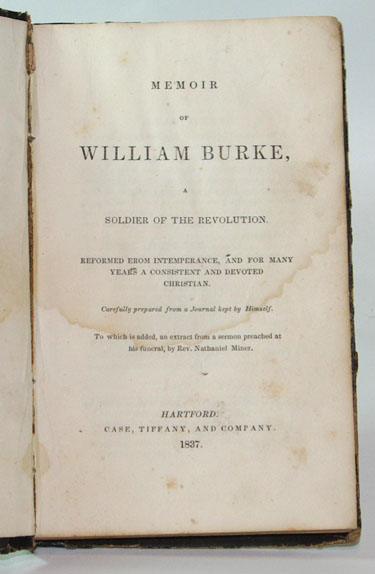 MEMOIR
OF
WILLIAM BURKE,
A
SOLDIER OF THE REVOLUTION.
REFORMED FROM INTEMPERANCE, AND FOR MANY
YEARS A CONSISTENT AND DEVOTED
CHRISTIAN.
Carefully prepared from a Journal kept by Himself.
To which is added, an extract from a sermon preached at
his funeral, by Rev. Nathaniel Miner.
HARTFORD:
CASE, TIFFANY, AND COMPANY.
1837.